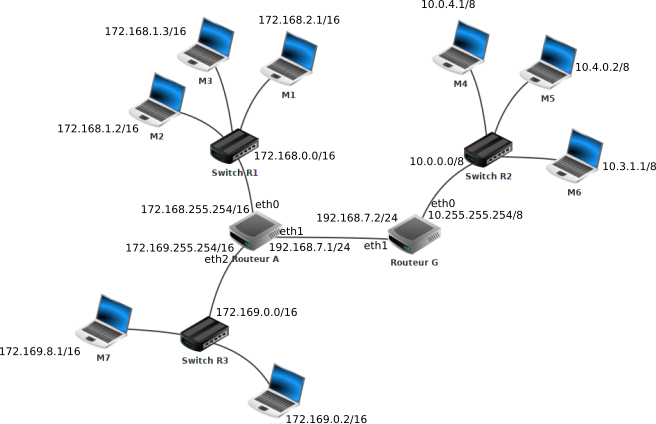 10.0.4.1/8
172.168.2.1/16
172.168.1.3/16
10.4.0.2/8
M3
M4
M1
M5
172.168.1.2/16
M2
172.168.0.0/16
10.0.0.0/8
10.3.1.1/8
Switch R1
Switch R2
M6
172.168.255.254/16
eth0
eth0
192.168.7.2/24
10.255.255.254/8
eth1
172.169.255.254/16
192.168.7.1/24
eth1
eth2
Routeur A
Routeur G
172.169.0.0/16
172.169.8.1/16
M7
Switch R3
172.169.0.2/16